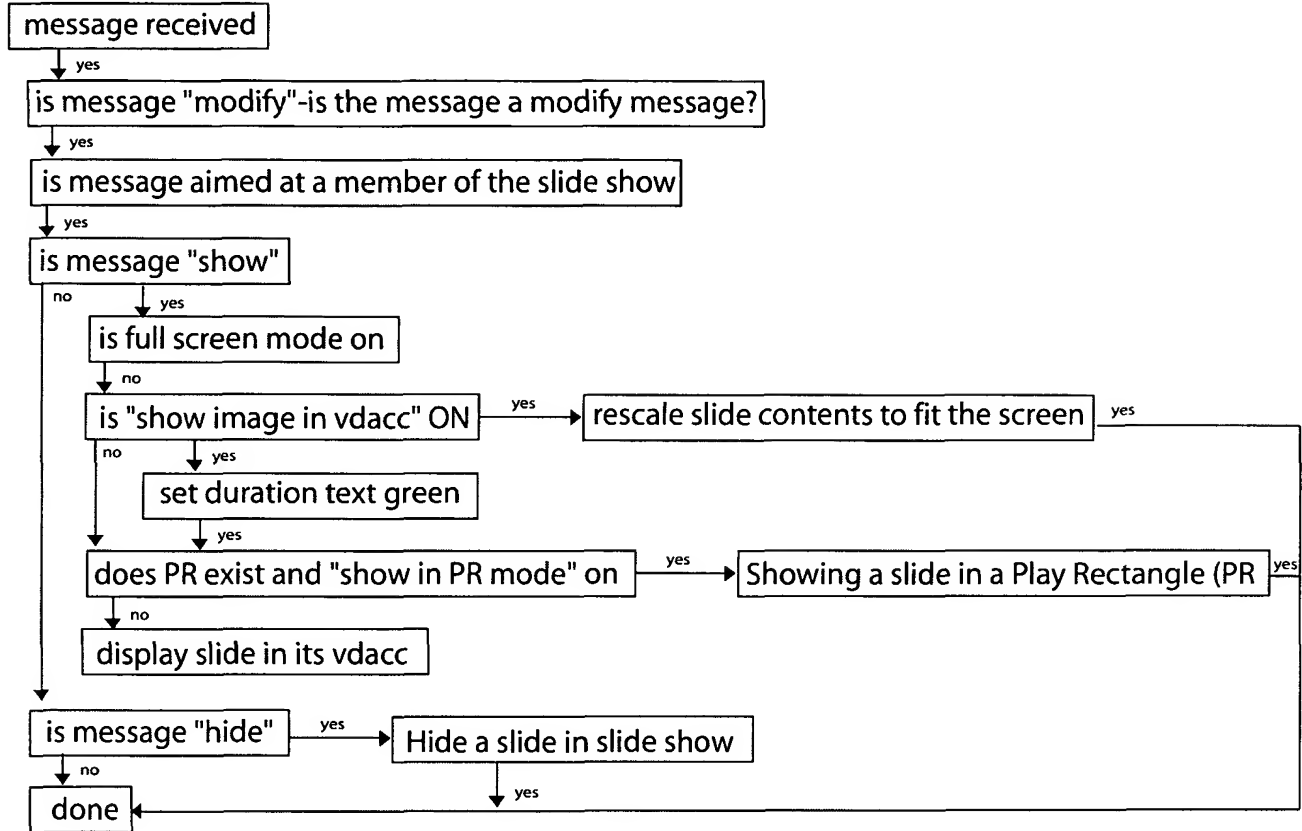 message received
yes
is message "modify"-is the message a modify message?
yes
is message aimed at a member of the slide show
yes
is message "show"
no
yes
is full screen mode on
no
is "show image in vdacc" ON
yes
rescale slide contents to fit the screen
yes
no
yes
set duration text green
yes
does PR exist and "show in PR mode" on
yes
Showing a slide in a Play Rectangle (PR
yes
no
display slide in its vdacc
is message "hide"
yes
Hide a slide in slide show
no
yes
done